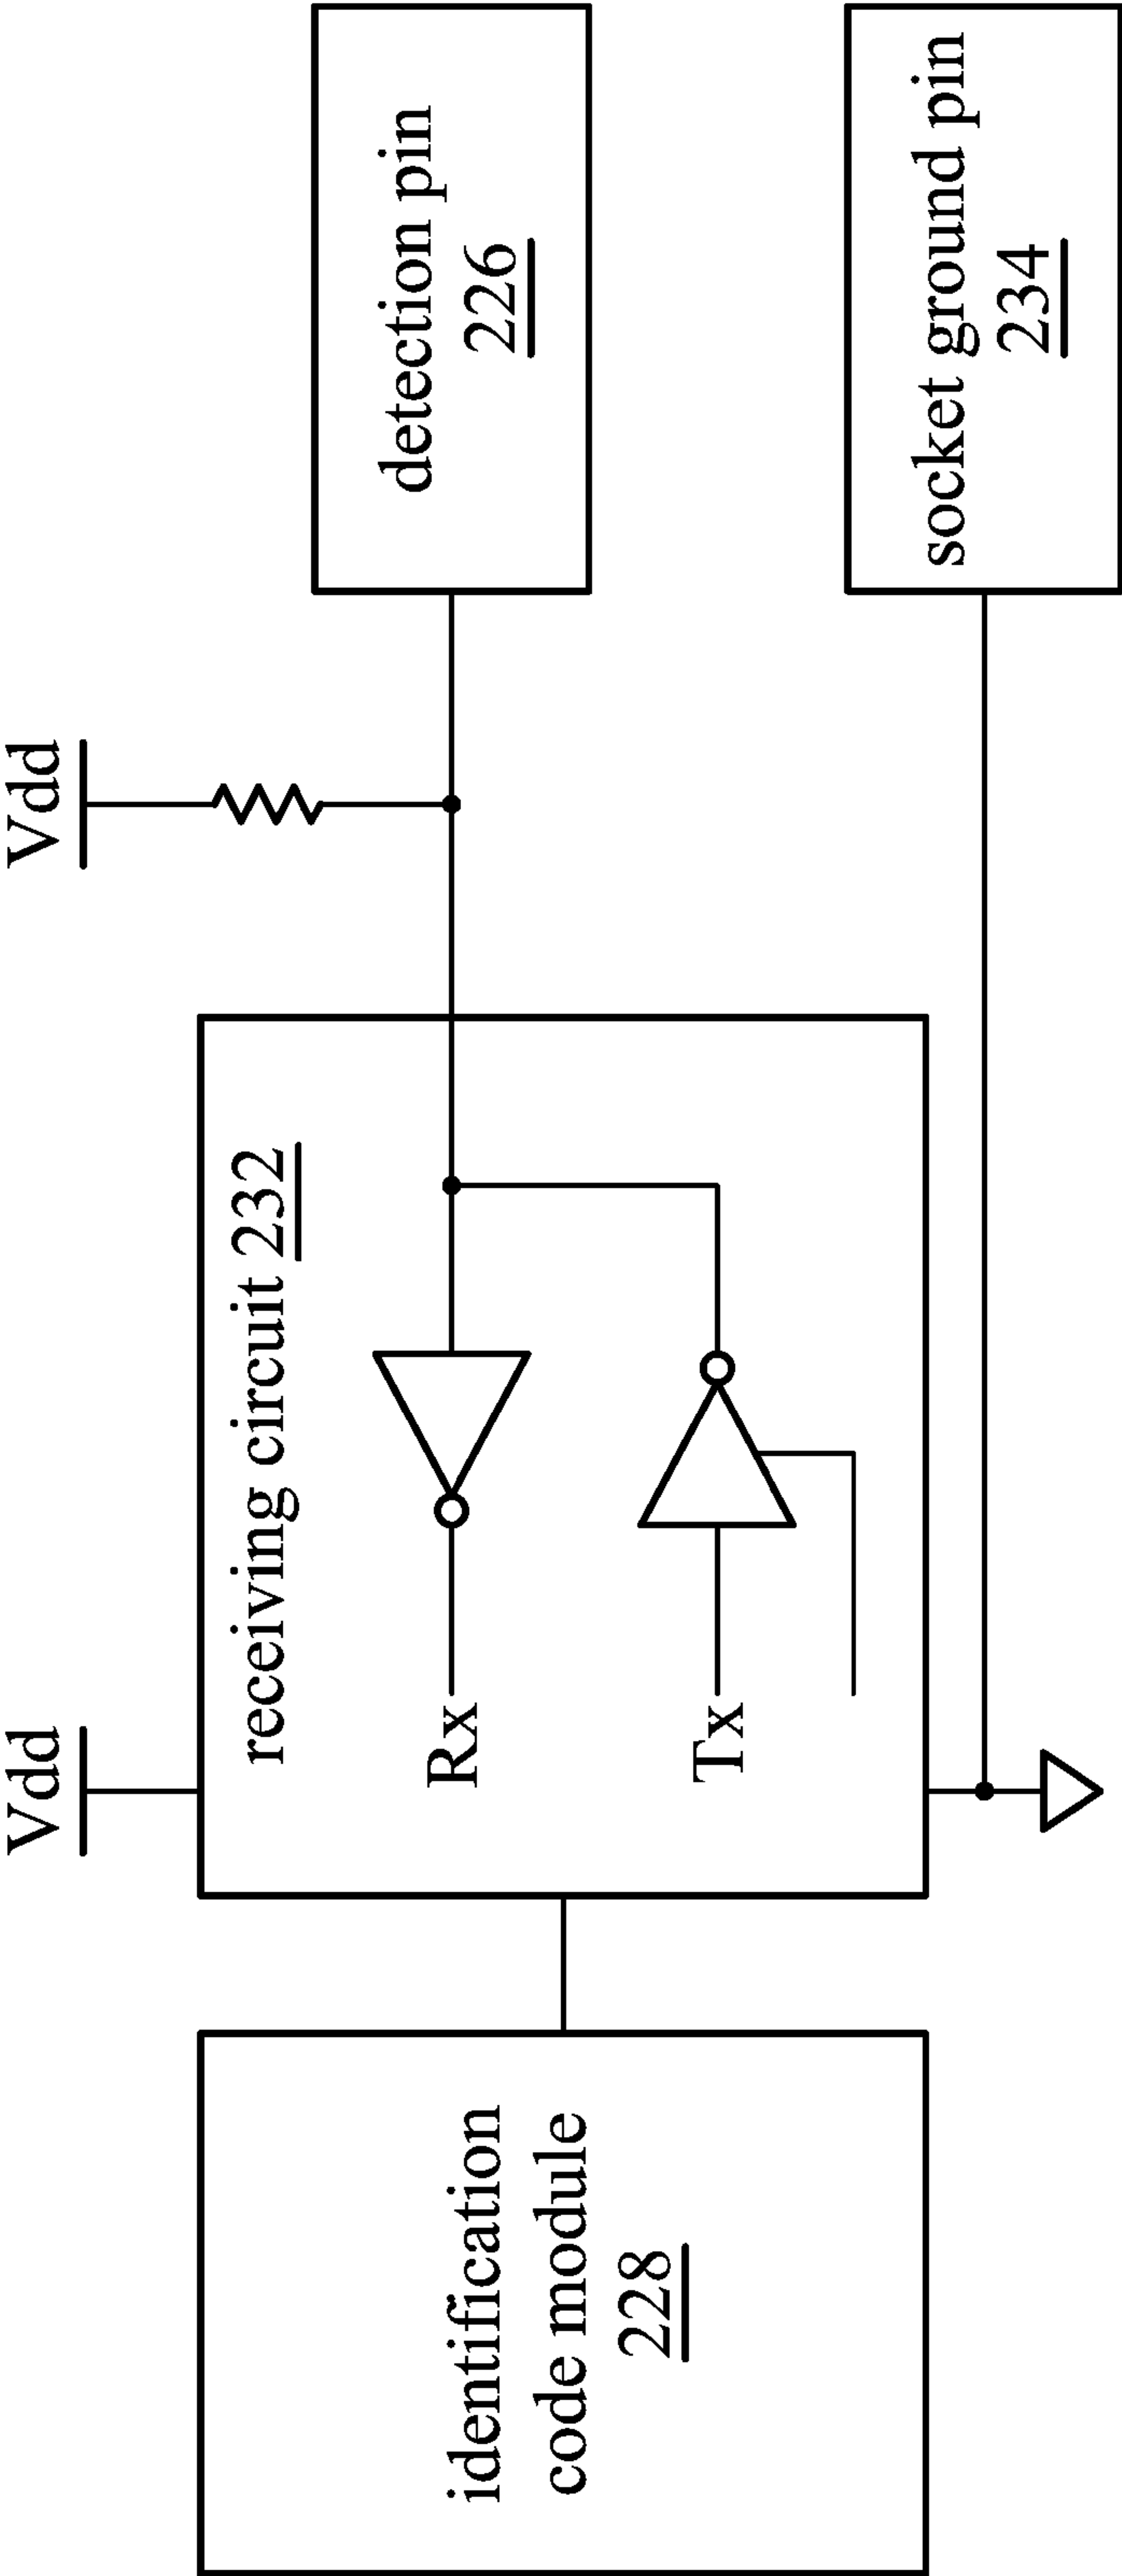 Vdd
Vdd
identification
code module
228
receiving circuit 232
Rx
Tx
detection pin
226
socket ground pin
234